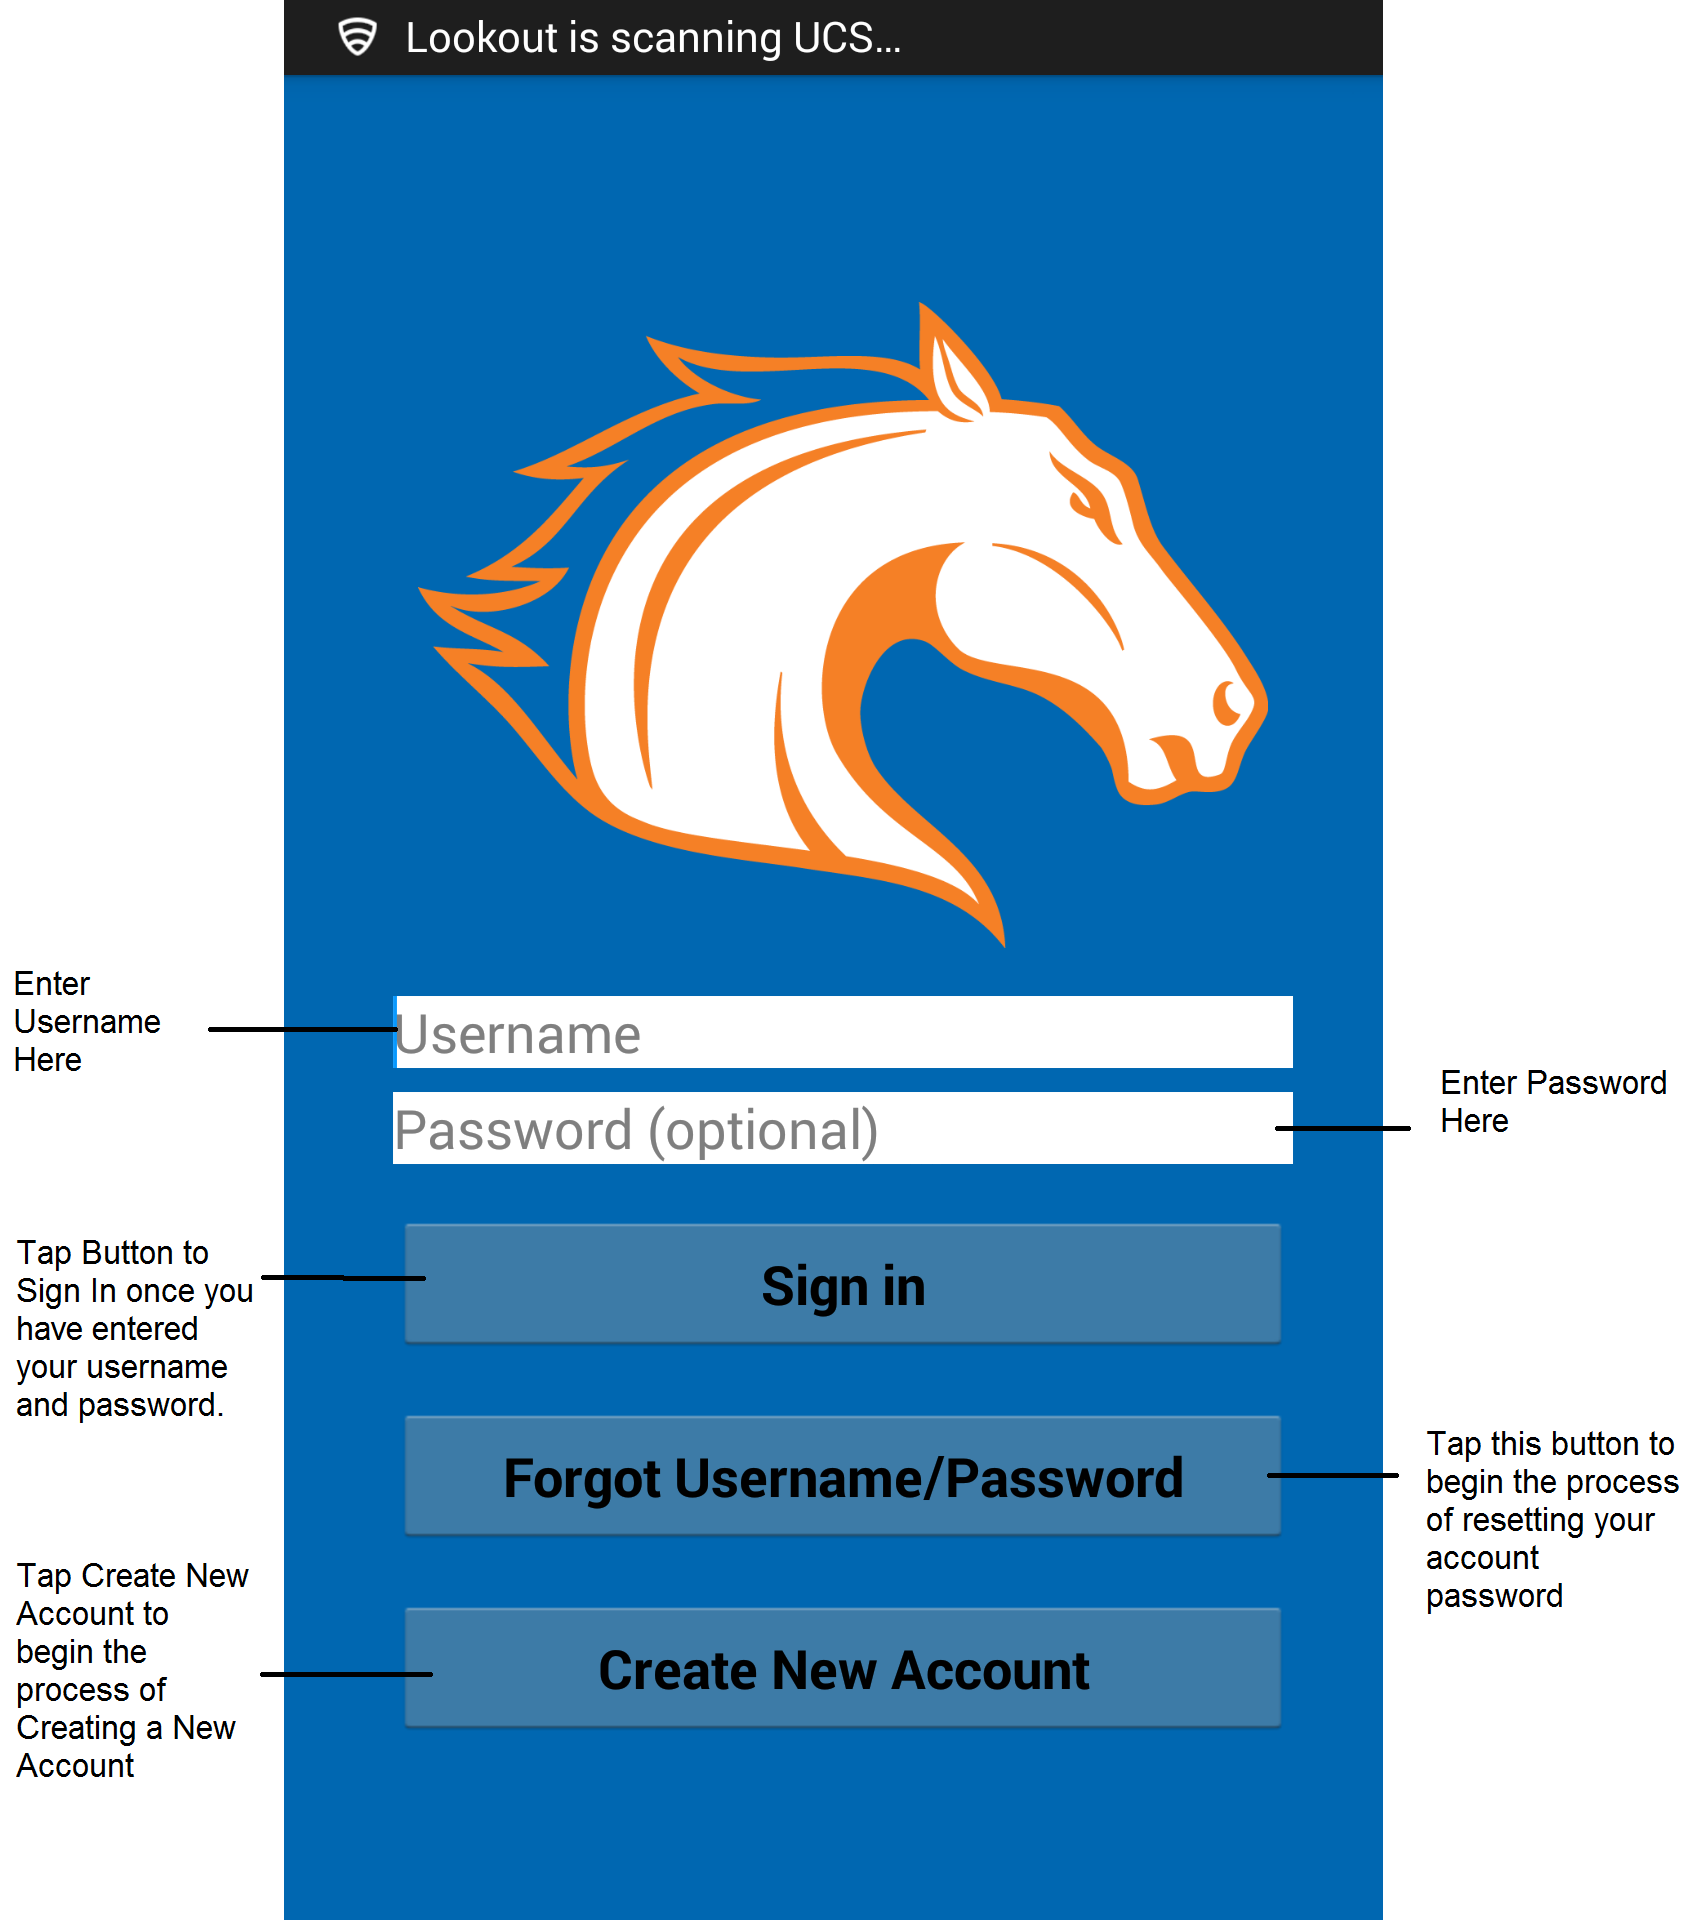 Lookout is scanning UCS...
Enter
Username
Here
Username
Enter Password
Here
Password (optional)
Tap Button to
Sign In once you
have entered
your username
and password.
Sign in
Forgot Username/Password
Tap this button to
begin the process
of resetting your
account
password
Tap Create New
Account to
begin the
process of
Creating a New
Account
Create New Account